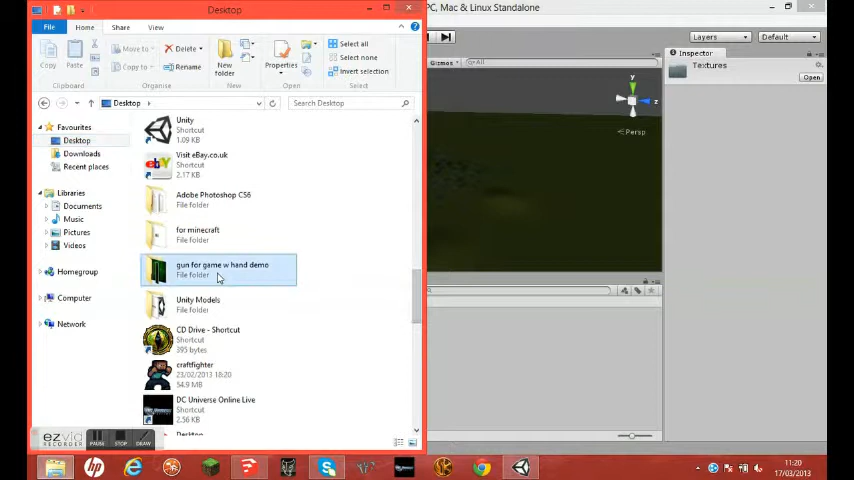 Desktop
PC, Mac & Linux Standalone
File
Home
Share
View
Copy
Paste
Move to
Copy to
Delete
Rename
New folder
Properties
Select all
Select none
Invert selection
Clipboard
Organise
New
Open
Select
Layers
Default
Gizmos
All
Inspector
Textures
Open
Desktop
Search Desktop
Favourites
Desktop
Downloads
Recent places
Libraries
Documents
Music
Pictures
Videos
Homegroup
Computer
Network
Unity
Shortcut
1.09 KB
Visit eBay.co.uk
Shortcut
2.17 KB
Adobe Photoshop CS6
File folder
for minecraft
File folder
gun for game w hand demo
File folder
Unity Models
File folder
CD Drive - Shortcut
395 bytes
craftfighter
23/02/2013 18:20
54.9 MB
DC Universe Online Live
Shortcut
2.56 KB
y
z
Persp
ezvid
RECORDER
PAUSE
STOP
DRAW
11:20
17/03/2013